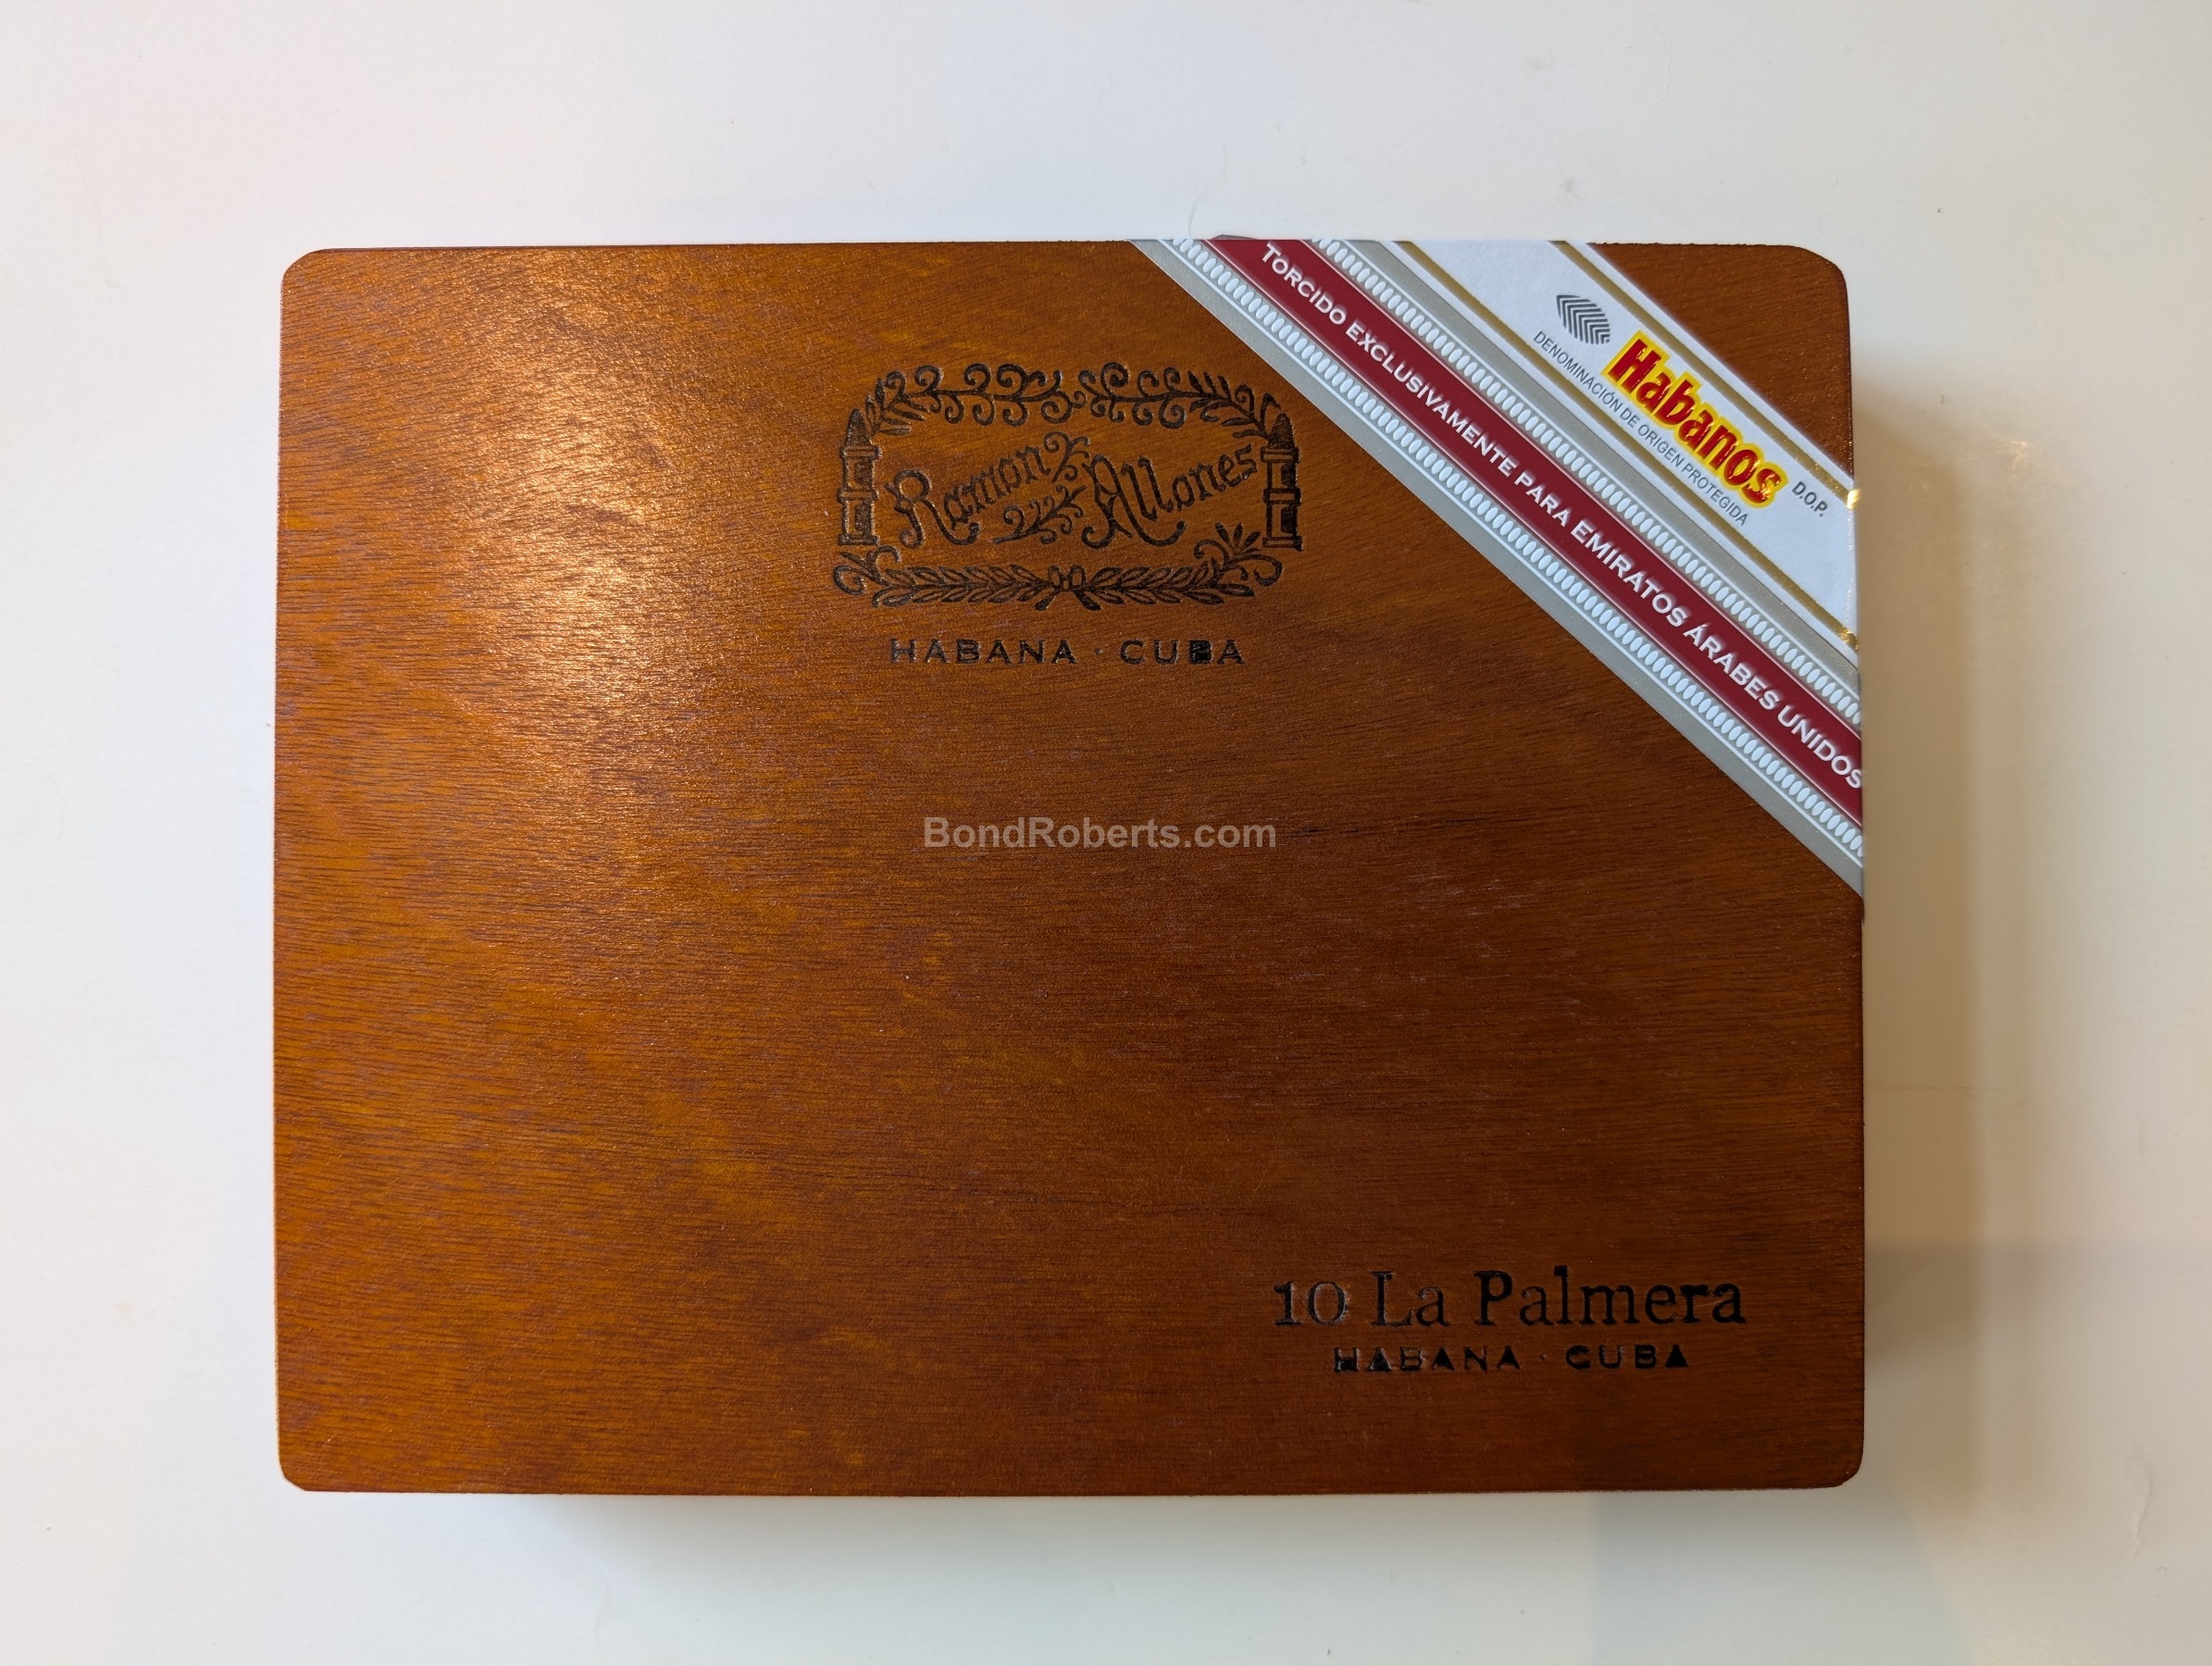 TORCIDO EXCLUSIVAMENTE PARA EMIRATOS ÁRABES UNIDOS
Habanos
D.O.P.
DENOMINACIÓN DE ORIGEN PROTEGIDA
Ramon Allones
HABANA · CUBA
BondRoberts.com
10 La Palmera
HABANA · CUBA